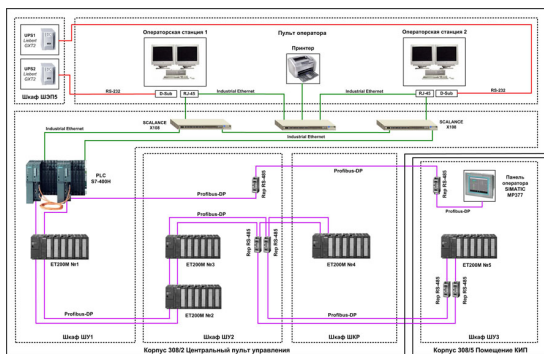 UPS1
Liebert
GXT2
UPS2
Liebert
GXT2
Шкаф ШЭП5
Операторская станция 1
Пульт оператора
Операторская станция 2
Принтер
RS-232
D-Sub
RJ-45
Industrial Ethernet
Industrial Ethernet
RJ-45
D-Sub
RS-232
SCALANCE
X108
SCALANCE
X108
Industrial Ethernet
Industrial Ethernet
PLC
S7-400H
Profibus-DP
Rep RS-485
Profibus-DP
Rep RS-485
Панель
оператора
SIMATIC
MP377
Profibus-DP
Profibus-DP
Profibus-DP
ET200M №1
ET200M №3
Rep RS-485
Rep RS-485
ET200M №4
ET200M №5
ET200M №2
Rep RS-485
Rep RS-485
Profibus-DP
Profibus-DP
Profibus-DP
Шкаф ШУ1
Шкаф ШУ2
Шкаф ШКР
Шкаф ШУ3
Корпус 308/2 Центральный пульт управления
Корпус 308/5 Помещение КИП